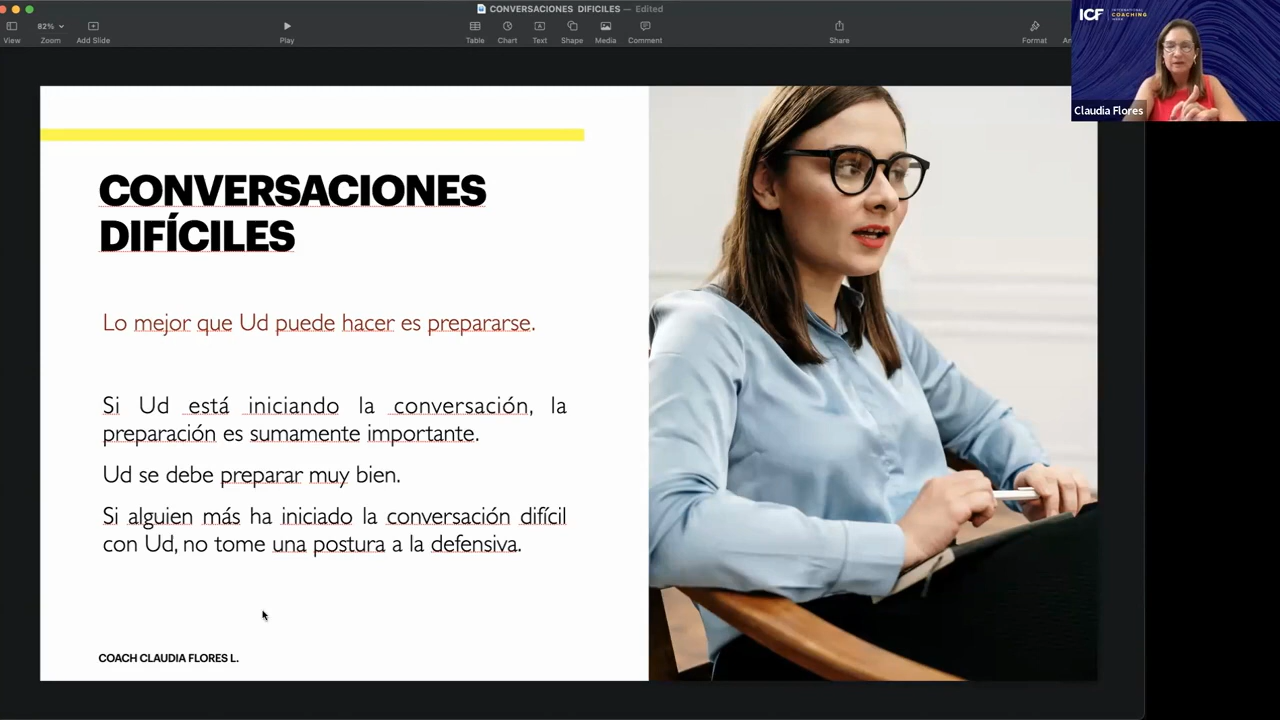 CONVERSACIONES DIFICILES — Edited
82%
View
Zoom
Add Slide
Play
Table
Chart
Text
Shape
Media
Comment
Share
Format
ICF INTERNATIONAL
COACHING
WEEK
Claudia Flores
CONVERSACIONES
DIFÍCILES
Lo mejor que Ud puede hacer es prepararse.
Si Ud está iniciando la conversación, la
preparación es sumamente importante.
Ud se debe preparar muy bien.
Si alguien más ha iniciado la conversación difícil
con Ud, no tome una postura a la defensiva.
COACH CLAUDIA FLORES L.